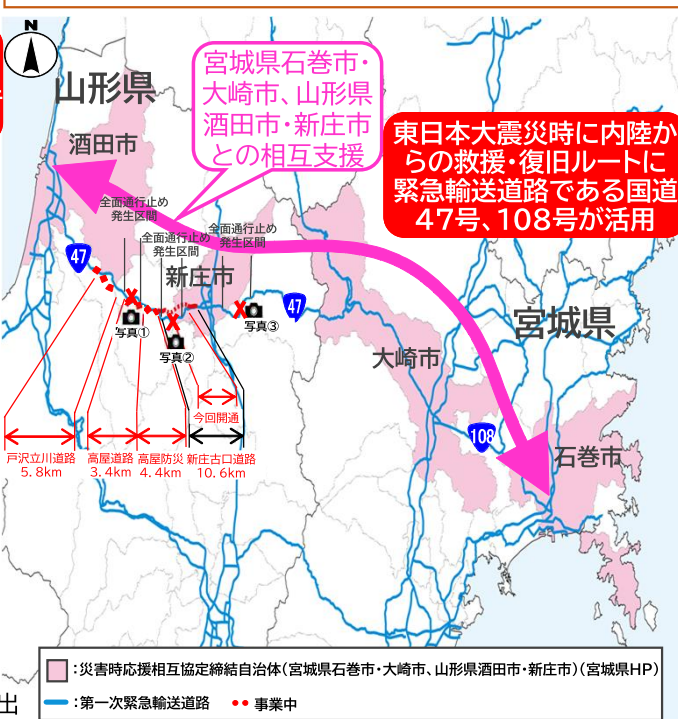 N
山形県
酒田市
宮城県石巻市・
大崎市、山形県
酒田市・新庄市
との相互支援
東日本大震災時に内陸か
らの救援・復旧ルートに
緊急輸送道路である国道
47号、108号が活用
全面通行止め
発生区間
全面通行止め
発生区間
全面通行止め
発生区間
47
新庄市
写真①
写真②
写真③
47
宮城県
大崎市
108
石巻市
今回開通
戸沢立川道路
5.8km
高屋道路
3.4km
高屋防災
4.4km
新庄古口道路
10.6km
:災害時応援相互協定締結自治体(宮城県石巻市・大崎市、山形県酒田市・新庄市)(宮城県HP)
:第一次緊急輸送道路
事業中
出